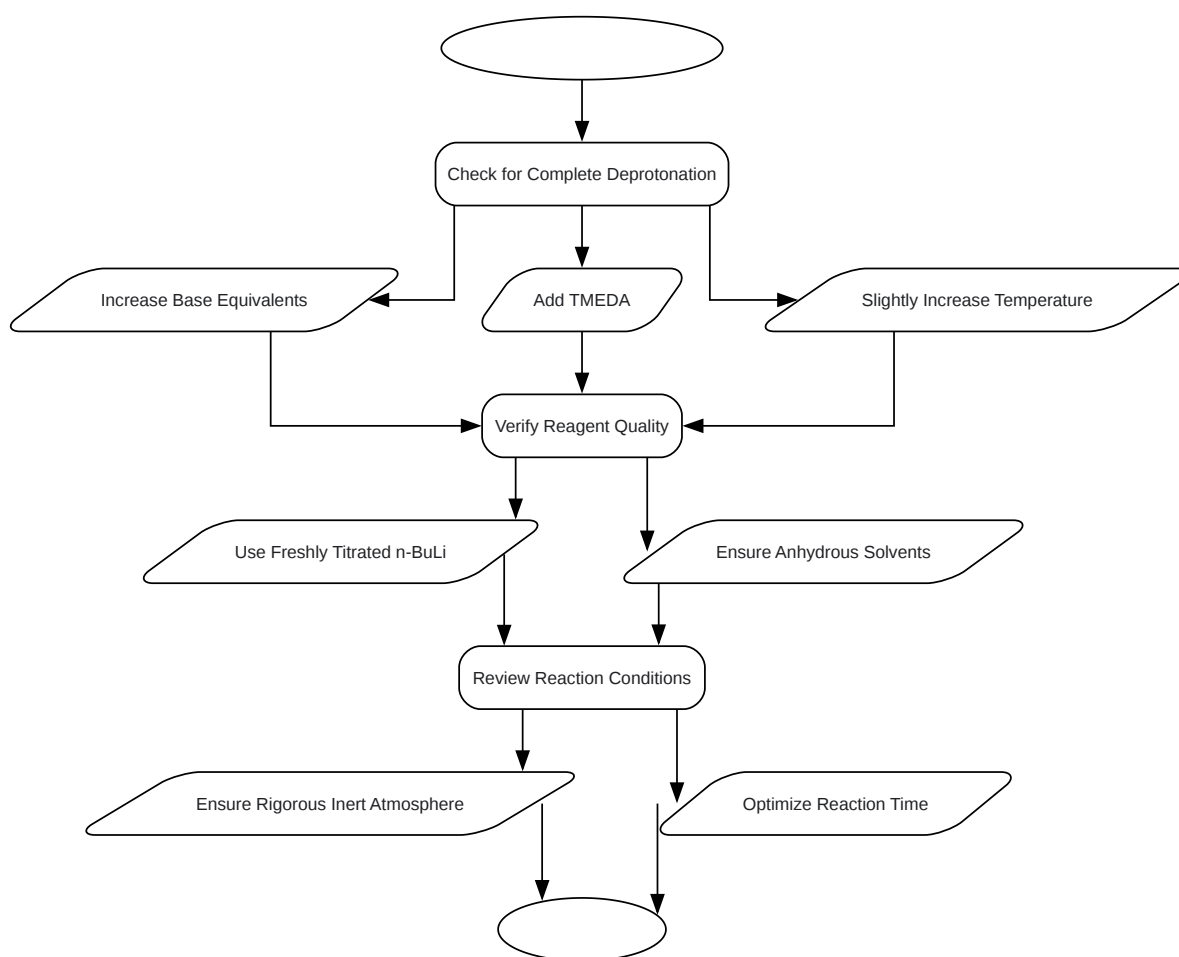 Check for Complete Deprotonation
Increase Base Equivalents
Add TMEDA
Slightly Increase Temperature
Verify Reagent Quality
Use Freshly Titrated n-BuLi
Ensure Anhydrous Solvents
Review Reaction Conditions
Ensure Rigorous Inert Atmosphere
Optimize Reaction Time